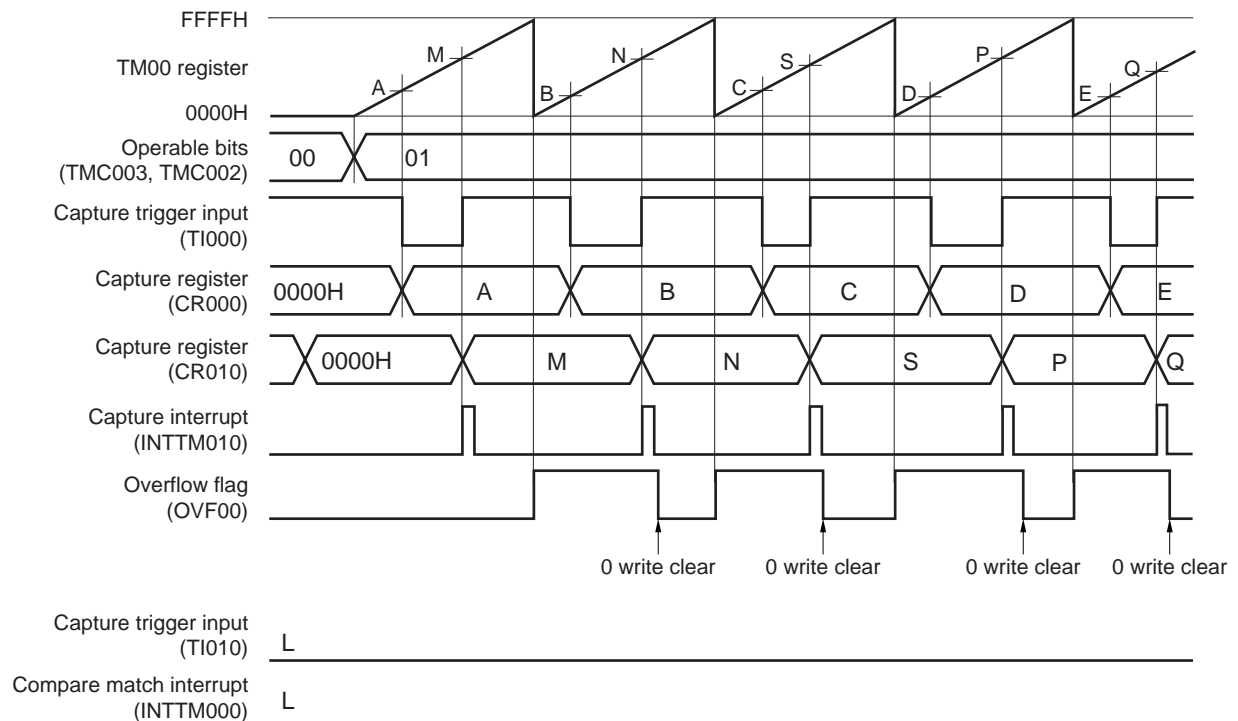 FFFFH
M
N
S
P
Q
TM00 register
A
B
C
D
E
0000H
Operable bits
(TMC003, TMC002)
00
01
Capture trigger input
(TI000)
Capture register
(CR000)
0000H
A
B
C
D
E
Capture register
(CR010)
0000H
M
N
S
P
Q
Capture interrupt
(INTTM010)
Overflow flag
(OVF00)
0 write clear
0 write clear
0 write clear
0 write clear
Capture trigger input
(TI010)
L
Compare match interrupt
(INTTM000)
L